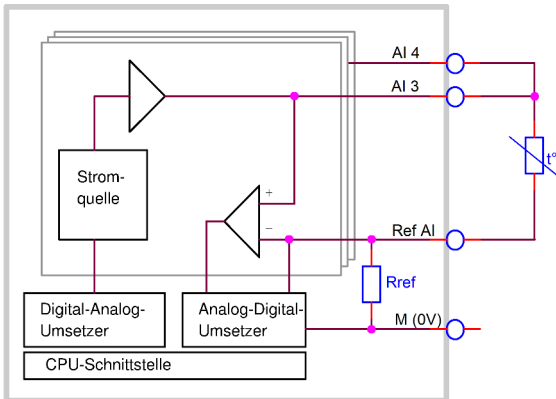 AI 4
AI 3
t°
Strom-
quelle
+
−
Ref AI
Rref
Digital-Analog-
Umsetzer
Analog-Digital-
Umsetzer
M (0V)
CPU-Schnittstelle